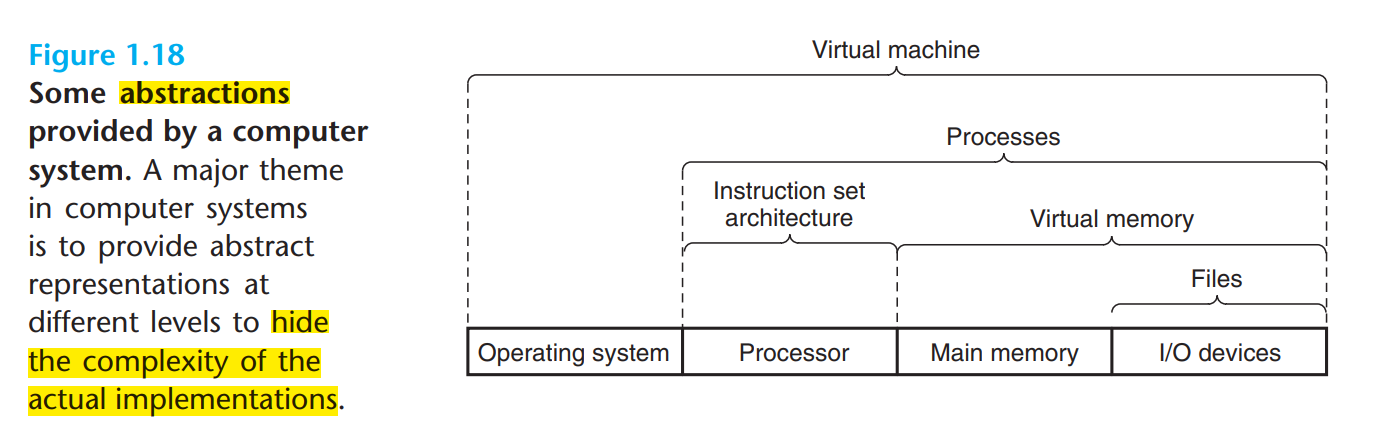 Figure 1.18
Some abstractions
provided by a computer
system. A major theme
in computer systems
is to provide abstract
representations at
different levels to hide
the complexity of the
actual implementations.
Virtual machine
Processes
Instruction set
architecture
Virtual memory
Files
Operating system
Processor
Main memory
I/O devices